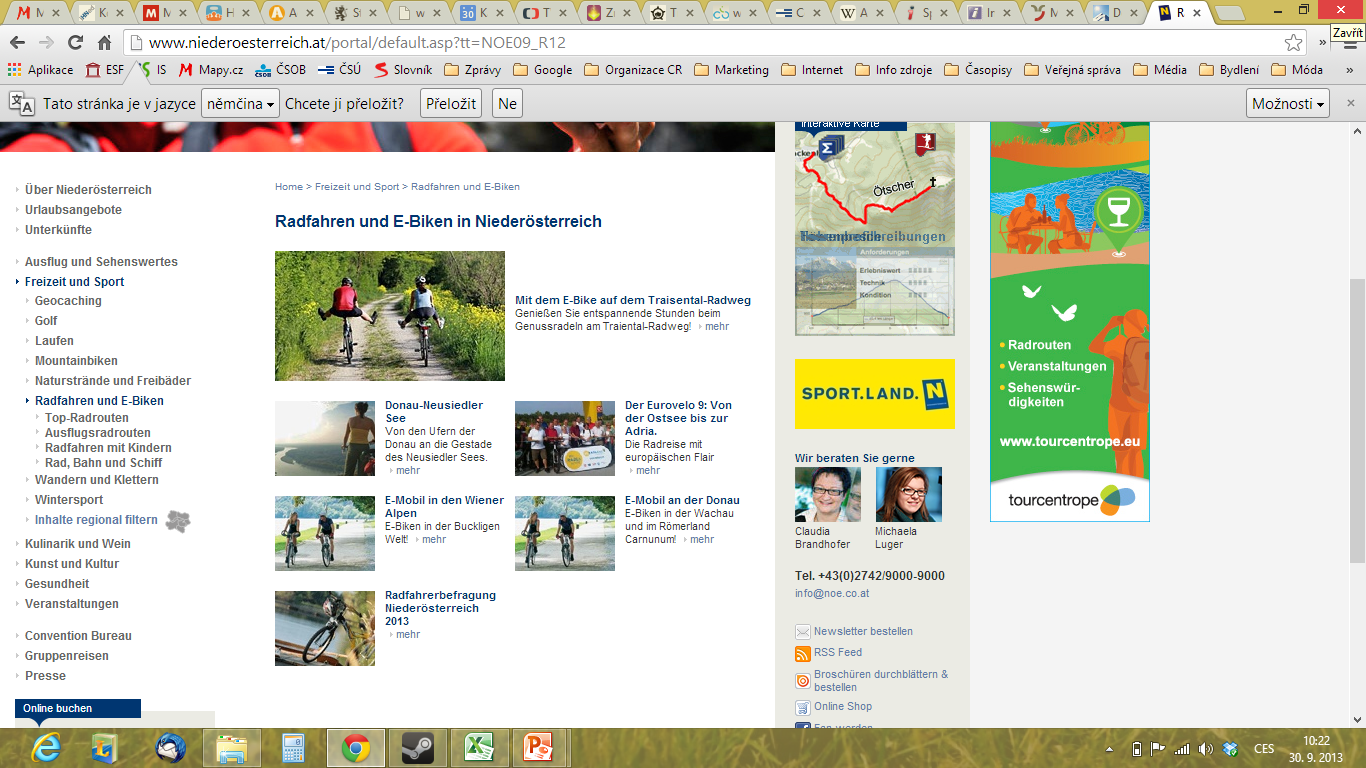 M
K
M
H
A
S
w
30 K
T
Z
T
w
C
A
Sp
Ir
M
D
R
Zavřít
www.niederoesterreich.at/portal/default.asp?tt=NOE09_R12
»
Aplikace ESF IS Mapy.cz ČSOB ČSÚ Slovník Zprávy Google Organizace CR Marketing Internet Info zdroje Časopisy Veřejná správa Média Bydlení Móda »
Tato stránka je v jazyce němčina Chcete ji přeložit? Přeložit Ne Možnosti
Über Niederösterreich
Urlaubsangebote
Unterkünfte
Ausflug und Sehenswertes
Freizeit und Sport
Geocaching
Golf
Laufen
Mountainbiken
Naturstrände und Freibäder
Radfahren und E-Biken
Top-Radrouten
Ausflugsradrouten
Radfahren mit Kindern
Rad, Bahn und Schiff
Wandern und Klettern
Wintersport
Inhalte regional filtern
Kulinarik und Wein
Kunst und Kultur
Gesundheit
Veranstaltungen
Convention Bureau
Gruppenreisen
Presse
Online buchen
Home > Freizeit und Sport > Radfahren und E-Biken
Radfahren und E-Biken in Niederösterreich
Mit dem E-Bike auf dem Traisental-Radweg
Genießen Sie entspannende Stunden beim
Genussradeln am Traiental-Radweg! mehr
Donau-Neusiedler
See
Von den Ufern der
Donau an die Gestade
des Neusiedler Sees.
mehr
Der Eurovelo 9: Von
der Ostsee bis zur
Adria.
Die Radreise mit
europäischen Flair
mehr
E-Mobil in den Wiener
Alpen
E-Biken in der Buckligen
Welt! mehr
E-Mobil an der Donau
E-Biken in der Wachau
und im Römerland
Carnunum! mehr
Radfahrerbefragung
Niederösterreich
2013
mehr
Interaktive Karte
Ötscher
Anforderungen
Erlebniswert
Technik
Kondition
SPORT.LAND. N
Wir beraten Sie gerne
Claudia
Brandhofer
Michaela
Luger
Tel. +43(0)2742/9000-9000
info@noe.co.at
Newsletter bestellen
RSS Feed
Broschüren durchblättern &
bestellen
Online Shop
Fan werden
Radrouten
Veranstaltungen
Sehenswür-
digkeiten
www.tourcentrope.eu
tourcentrope
CES
10:22
30. 9. 2013